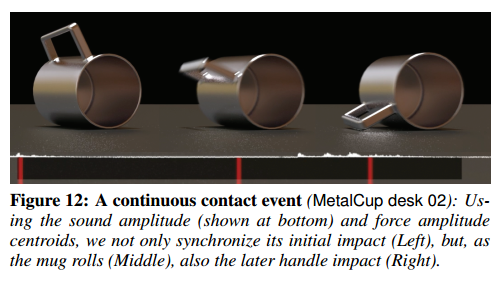 Figure 12: A continuous contact event (MetalCup desk 02): Us-
ing the sound amplitude (shown at bottom) and force amplitude
centroids, we not only synchronize its initial impact (Left), but, as
the mug rolls (Middle), also the later handle impact (Right).